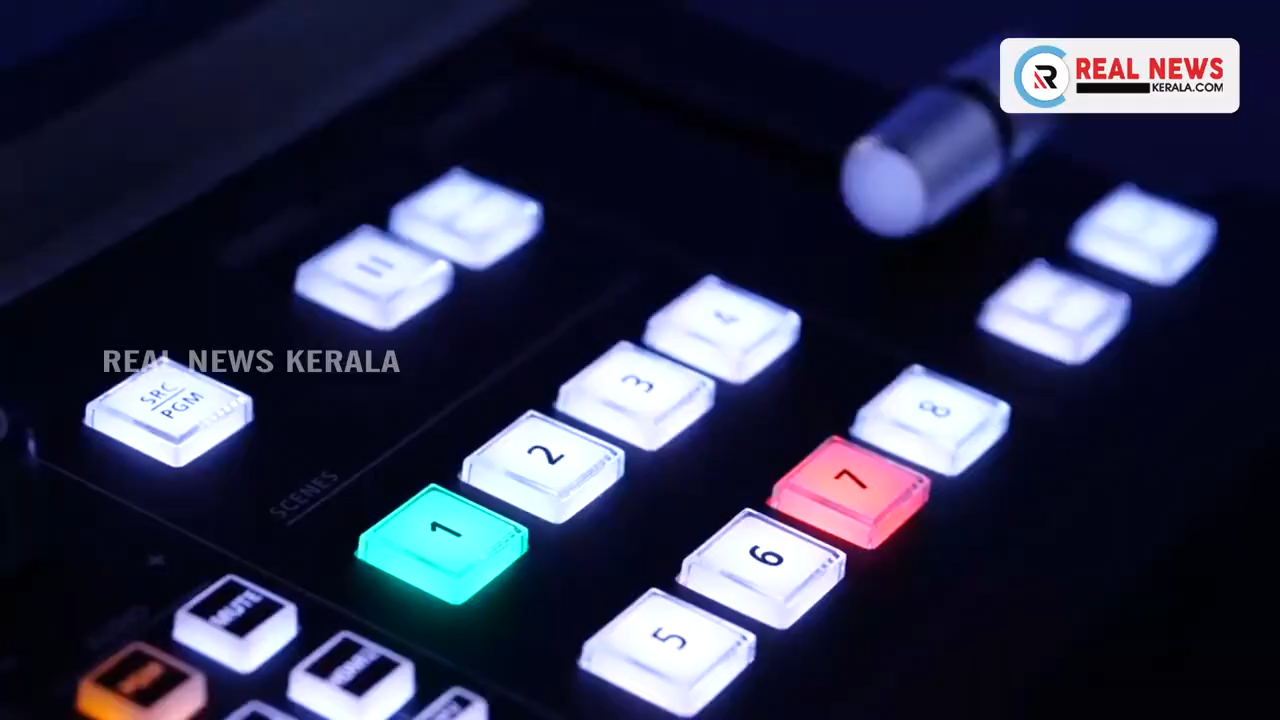 REAL NEWS
KERALA.COM
REAL NEWS KERALA
SRC
PGM
SCENES
4
3
2
1
8
7
6
5
MUTE